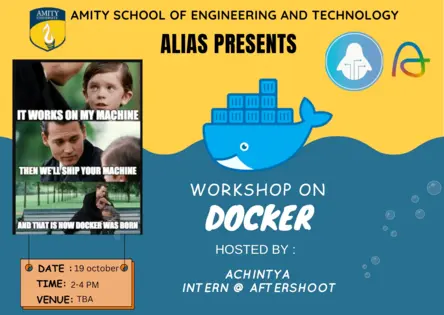 AMITY
AMITY SCHOOL OF ENGINEERING AND TECHNOLOGY
ALIAS PRESENTS
IT WORKS ON MY MACHINE
THEN WE'LL SHIP YOUR MACHINE
AND THAT IS HOW DOCKER WAS BORN
WORKSHOP ON
DOCKER
HOSTED BY :
ACHINTYA
INTERN @ AFTERSHOOT
DATE : 19 october
TIME: 2-4 PM
VENUE: TBA